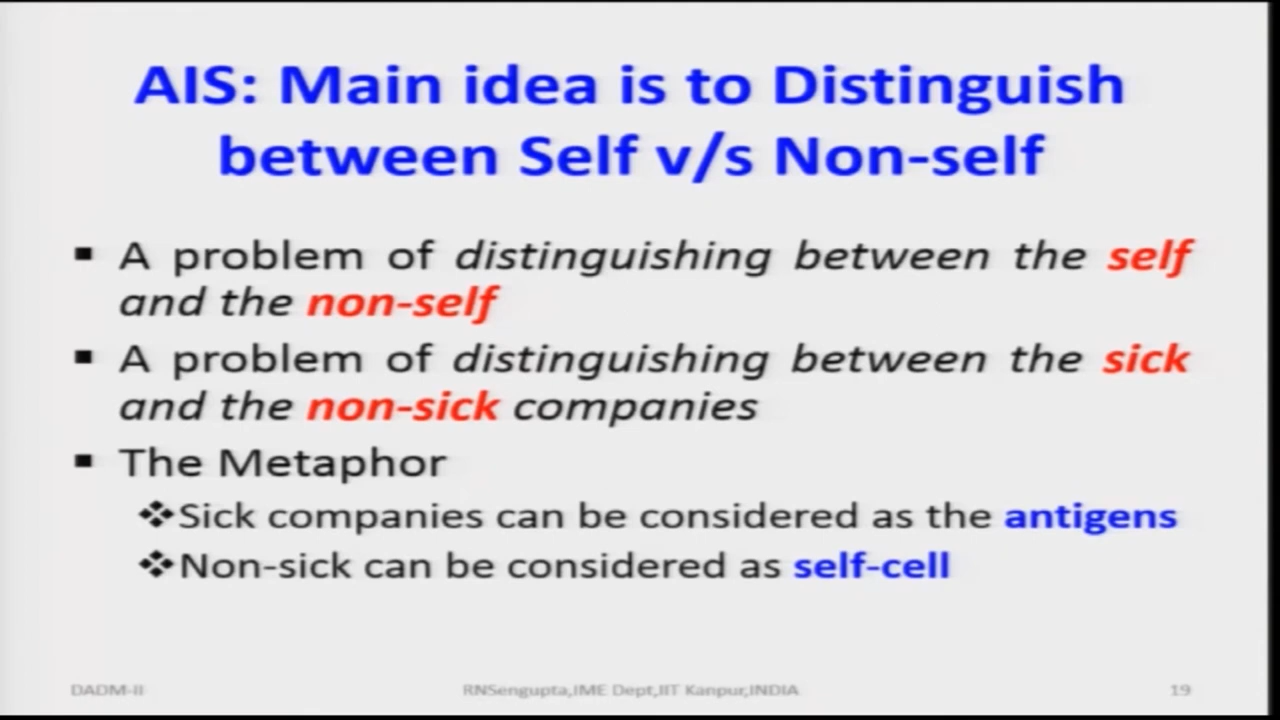 AIS: Main idea is to Distinguish
between Self v/s Non-self
▪ A problem of distinguishing between the self
and the non-self
▪ A problem of distinguishing between the sick
and the non-sick companies
▪ The Metaphor
❖Sick companies can be considered as the antigens
❖Non-sick can be considered as self-cell
DADM-II RNSengupta,IME Dept,IIT Kanpur,INDIA 19